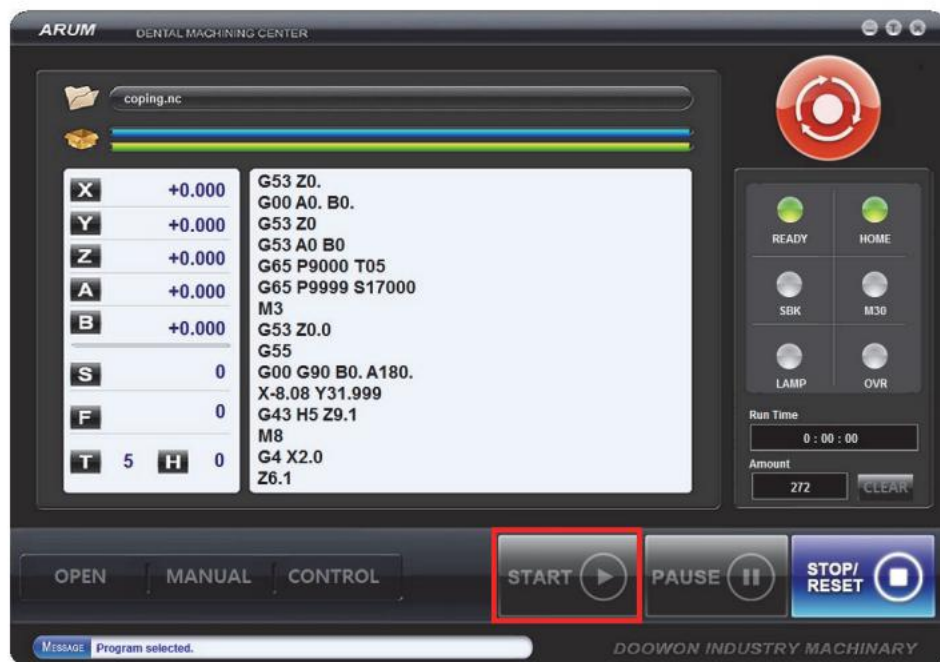 ARUM DENTAL MACHINING CENTER
coping.nc
X +0.000
Y +0.000
Z +0.000
A +0.000
B +0.000
S 0
F 0
T 5 H 0
G53 Z0.
G00 A0. B0.
G53 Z0
G53 A0 B0
G65 P9000 T05
G65 P9999 S17000
M3
G53 Z0.0
G55
G00 G90 B0. A180.
X-8.08 Y31.999
G43 H5 Z9.1
M8
G4 X2.0
Z6.1
READY HOME
SBK M30
LAMP OVR
Run Time
0 : 00 : 00
Amount
272 CLEAR
OPEN MANUAL CONTROL START PAUSE STOP/
RESET
MESSAGE Program selected.
DOOWON INDUSTRY MACHINARY